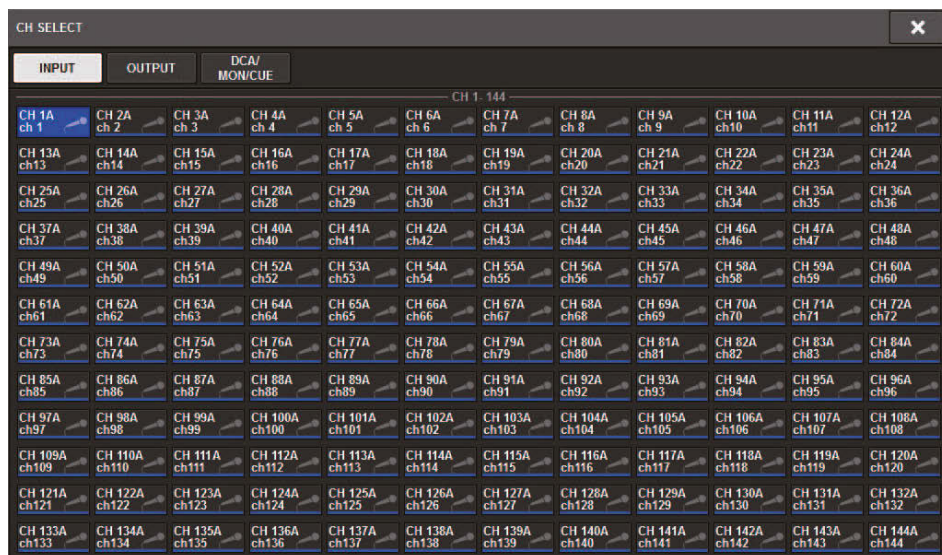 CH SELECT
INPUT OUTPUT DCA/
MON/CUE
CH 1- 144
CH 1A CH 2A CH 3A CH 4A CH 5A CH 6A CH 7A CH 8A CH 9A CH 10A CH 11A CH 12A
ch 1 ch 2 ch 3 ch 4 ch 5 ch 6 ch 7 ch 8 ch 9 ch10 ch11 ch12
CH 13A CH 14A CH 15A CH 16A CH 17A CH 18A CH 19A CH 20A CH 21A CH 22A CH 23A CH 24A
ch13 ch14 ch15 ch16 ch17 ch18 ch19 ch20 ch21 ch22 ch23 ch24
CH 25A CH 26A CH 27A CH 28A CH 29A CH 30A CH 31A CH 32A CH 33A CH 34A CH 35A CH 36A
ch25 ch26 ch27 ch28 ch29 ch30 ch31 ch32 ch33 ch34 ch35 ch36
CH 37A CH 38A CH 39A CH 40A CH 41A CH 42A CH 43A CH 44A CH 45A CH 46A CH 47A CH 48A
ch37 ch38 ch39 ch40 ch41 ch42 ch43 ch44 ch45 ch46 ch47 ch48
CH 49A CH 50A CH 51A CH 52A CH 53A CH 54A CH 55A CH 56A CH 57A CH 58A CH 59A CH 60A
ch49 ch50 ch51 ch52 ch53 ch54 ch55 ch56 ch57 ch58 ch59 ch60
CH 61A CH 62A CH 63A CH 64A CH 65A CH 66A CH 67A CH 68A CH 69A CH 70A CH 71A CH 72A
ch61 ch62 ch63 ch64 ch65 ch66 ch67 ch68 ch69 ch70 ch71 ch72
CH 73A CH 74A CH 75A CH 76A CH 77A CH 78A CH 79A CH 80A CH 81A CH 82A CH 83A CH 84A
ch73 ch74 ch75 ch76 ch77 ch78 ch79 ch80 ch81 ch82 ch83 ch84
CH 85A CH 86A CH 87A CH 88A CH 89A CH 90A CH 91A CH 92A CH 93A CH 94A CH 95A CH 96A
ch85 ch86 ch87 ch88 ch89 ch90 ch91 ch92 ch93 ch94 ch95 ch96
CH 97A CH 98A CH 99A CH 100A CH 101A CH 102A CH 103A CH 104A CH 105A CH 106A CH 107A CH 108A
ch97 ch98 ch99 ch100 ch101 ch102 ch103 ch104 ch105 ch106 ch107 ch108
CH 109A CH 110A CH 111A CH 112A CH 113A CH 114A CH 115A CH 116A CH 117A CH 118A CH 119A CH 120A
ch109 ch110 ch111 ch112 ch113 ch114 ch115 ch116 ch117 ch118 ch119 ch120
CH 121A CH 122A CH 123A CH 124A CH 125A CH 126A CH 127A CH 128A CH 129A CH 130A CH 131A CH 132A
ch121 ch122 ch123 ch124 ch125 ch126 ch127 ch128 ch129 ch130 ch131 ch132
CH 133A CH 134A CH 135A CH 136A CH 137A CH 138A CH 139A CH 140A CH 141A CH 142A CH 143A CH 144A
ch133 ch134 ch135 ch136 ch137 ch138 ch139 ch140 ch141 ch142 ch143 ch144